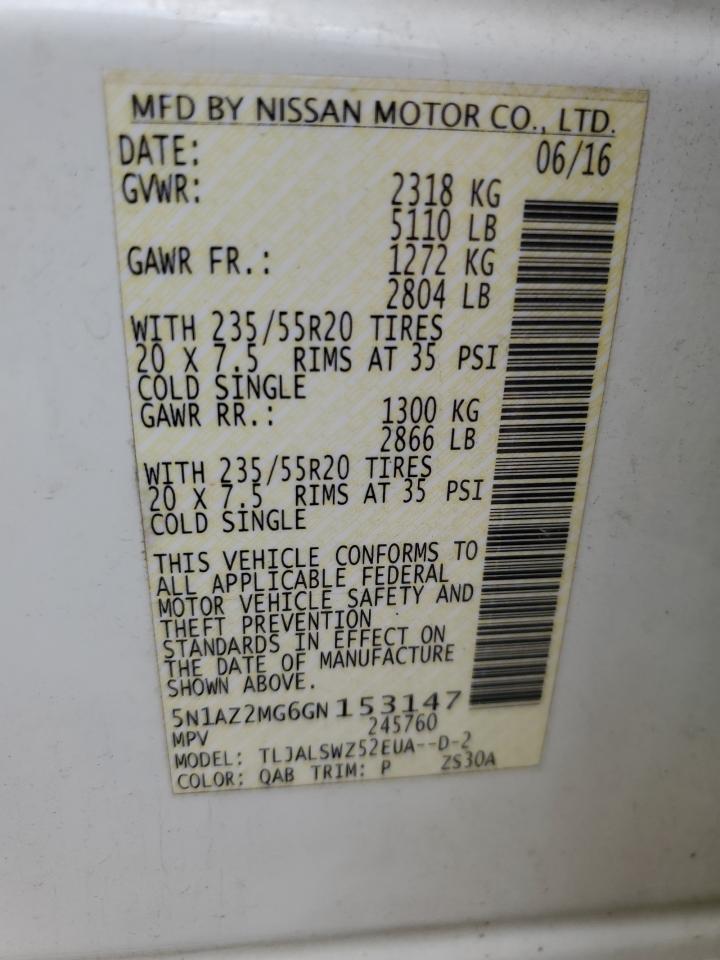 MFD BY NISSAN MOTOR CO., LTD.
DATE: 06/16
GVWR: 2318 KG
5110 LB
GAWR FR.: 1272 KG
2804 LB
WITH 235/55R20 TIRES
20 X 7.5 RIMS AT 35 PSI
COLD SINGLE
GAWR RR.: 1300 KG
2866 LB
WITH 235/55R20 TIRES
20 X 7.5 RIMS AT 35 PSI
COLD SINGLE
THIS VEHICLE CONFORMS TO
ALL APPLICABLE FEDERAL
MOTOR VEHICLE SAFETY AND
THEFT PREVENTION
STANDARDS IN EFFECT ON
THE DATE OF MANUFACTURE
SHOWN ABOVE.
5N1AZ2MG6GN153147
MPV 245760
MODEL: TLJALSWZ52EUA--D-2
COLOR: QAB TRIM: P ZS30A